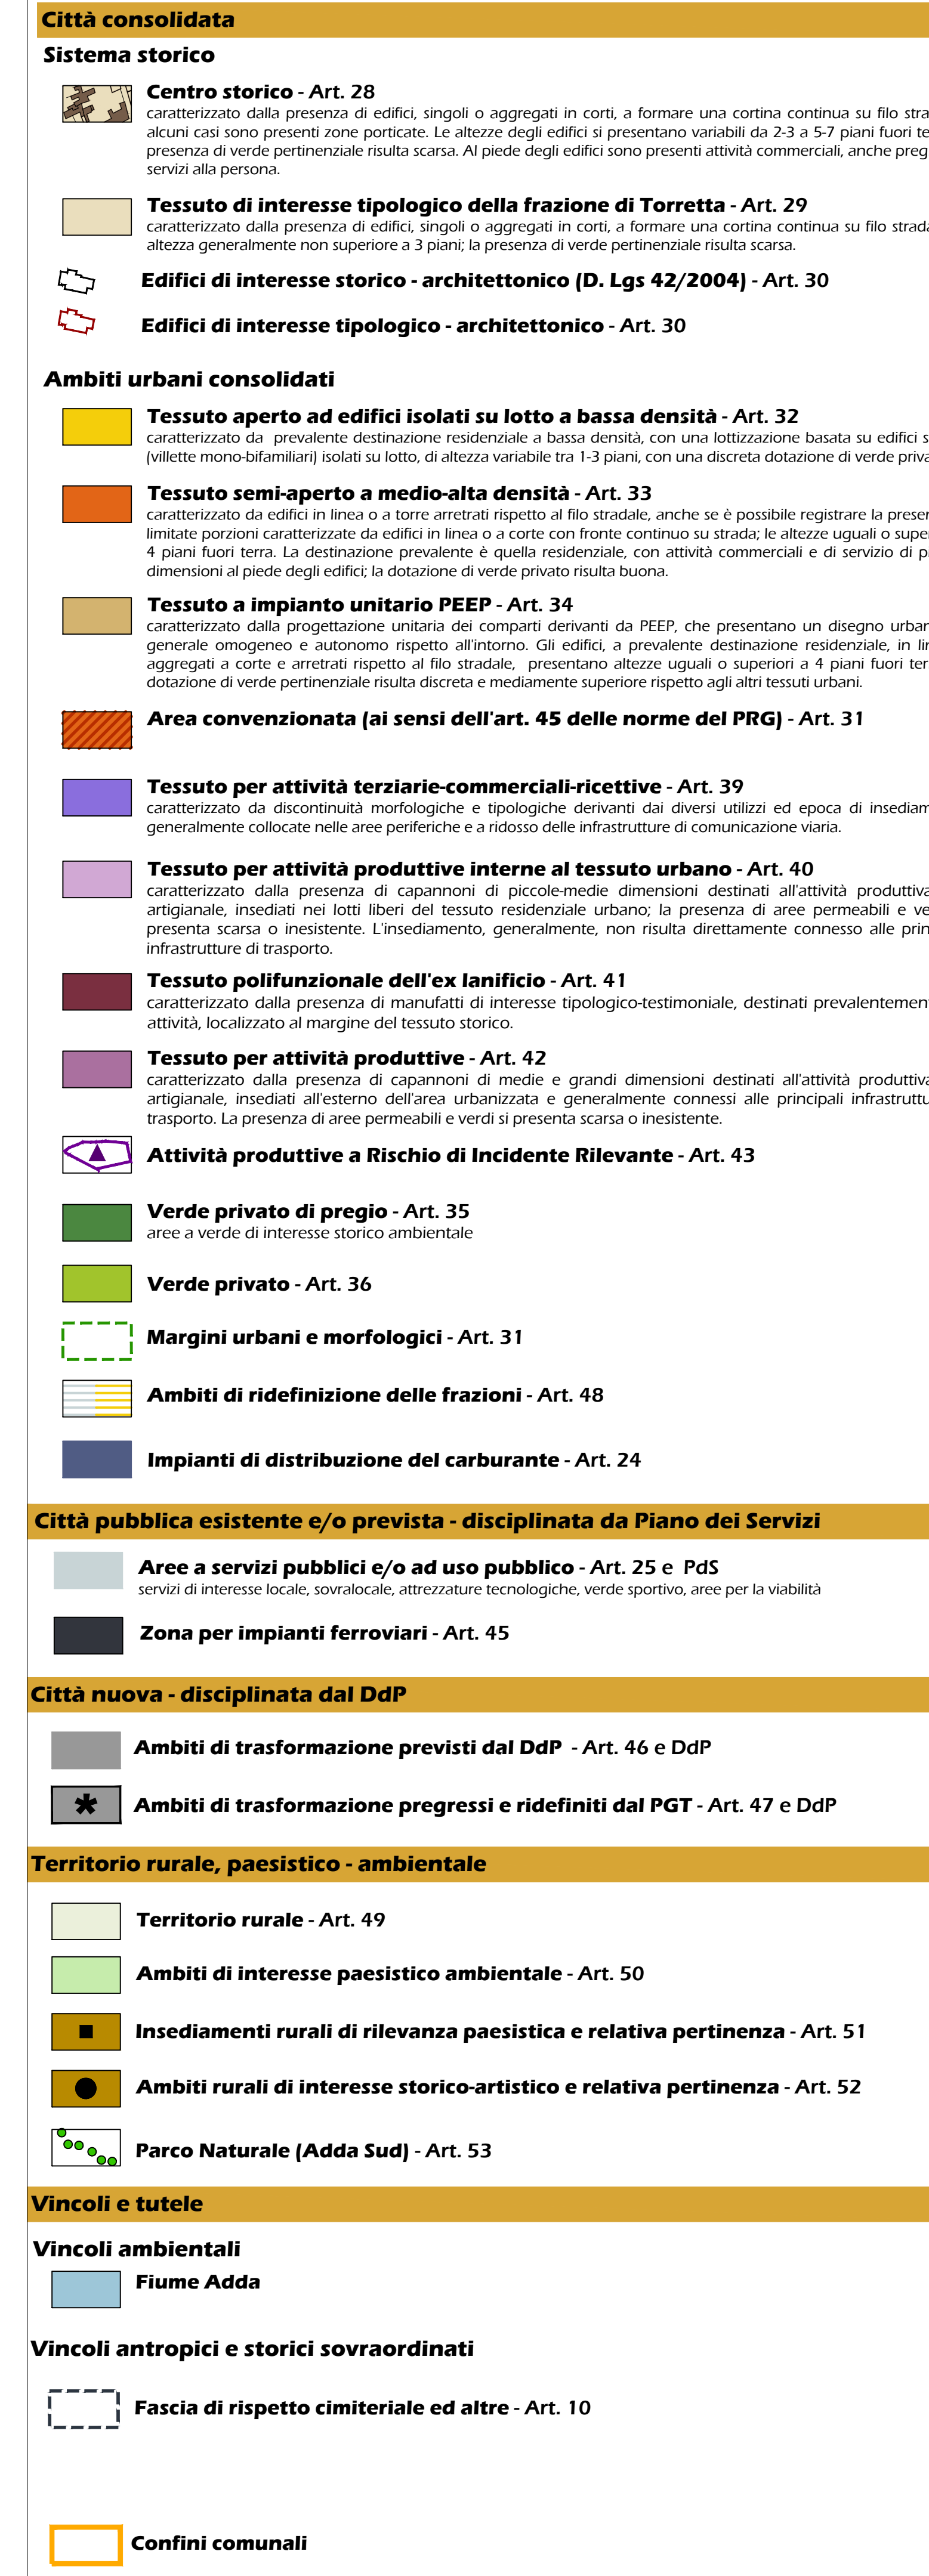 Città consolidata
Sistema storico
Centro storico - Art. 28
caratterizzato dalla presenza di edifici, singoli o aggregati in corti, a formare una cortina continua su filo
alcuni casi sono presenti zone porticate. Le altezze degli edifici si presentano variabili da 2-3 a 5-7 piani fuori
presenza di verde pertinenziale risulta scarsa. Al piede degli edifici sono presenti attività commerciali, anche
servizi alla persona.
Tessuto di interesse tipologico della frazione di Torretta - Art. 29
caratterizzato dalla presenza di edifici, singoli o aggregati in corti, a formare una cortina continua su filo
altezza generalmente non superiore a 3 piani; la presenza di verde pertinenziale risulta scarsa.
Edifici di interesse storico - architettonico (D. Lgs 42/2004) - Art. 30
Edifici di interesse tipologico - architettonico - Art. 30
Ambiti urbani consolidati
Tessuto aperto ad edifici isolati su lotto a bassa densità - Art. 32
caratterizzato da prevalente destinazione residenziale a bassa densità, con una lottizzazione basata su edifici
(villette mono-bifamiliari) isolati su lotto, di altezza variabile tra 1-3 piani, con una discreta dotazione di verde
Tessuto semi-aperto a medio-alta densità - Art. 33
caratterizzato da edifici in linea o a torre arretrati rispetto al filo stradale, anche se è possibile registrare la
limitate porzioni caratterizzate da edifici in linea o a corte con fronte continuo su strada; le altezze uguali o
4 piani fuori terra. La destinazione prevalente è quella residenziale, con attività commerciali e di servizio di
dimensioni al piede degli edifici; la dotazione di verde privato risulta buona.
Tessuto a impianto unitario PEEP - Art. 34
caratterizzato dalla progettazione unitaria dei comparti derivanti da PEEP, che presentano un disegno
generale omogeneo e autonomo rispetto all'intorno. Gli edifici, a prevalente destinazione residenziale, in
aggregati a corte e arretrati rispetto al filo stradale, presentano altezze uguali o superiori a 4 piani fuori
dotazione di verde pertinenziale risulta discreta e mediamente superiore rispetto agli altri tessuti urbani.
Area convenzionata (ai sensi dell'art. 45 delle norme del PRG) - Art. 31
Tessuto per attività terziarie-commerciali-ricettive - Art. 39
caratterizzato da discontinuità morfologiche e tipologiche derivanti dai diversi utilizzi ed epoca di
generalmente collocate nelle aree periferiche e a ridosso delle infrastrutture di comunicazione viaria.
Tessuto per attività produttive interne al tessuto urbano - Art. 40
caratterizzato dalla presenza di capannoni di piccole-medie dimensioni destinati all'attività produttiva
artigianale, insediati nei lotti liberi del tessuto residenziale urbano; la presenza di aree permeabili e
presenta scarsa o inesistente. L'insediamento, generalmente, non risulta direttamente connesso alle
infrastrutture di trasporto.
Tessuto polifunzionale dell'ex lanificio - Art. 41
caratterizzato dalla presenza di manufatti di interesse tipologico-testimoniale, destinati
attività, localizzato al margine del tessuto storico.
Tessuto per attività produttive - Art. 42
caratterizzato dalla presenza di capannoni di medie e grandi dimensioni destinati all'attività produttiva
artigianale, insediati all'esterno dell'area urbanizzata e generalmente connessi alle principali
trasporto. La presenza di aree permeabili e verdi si presenta scarsa o inesistente.
Attività produttive a Rischio di Incidente Rilevante - Art. 43
Verde privato di pregio - Art. 35
aree a verde di interesse storico ambientale
Verde privato - Art. 36
Margini urbani e morfologici - Art. 31
Ambiti di ridefinizione delle frazioni - Art. 48
Impianti di distribuzione del carburante - Art. 24
Città pubblica esistente e/o prevista - disciplinata da Piano dei Servizi
Aree a servizi pubblici e/o ad uso pubblico - Art. 25 e PdS
servizi di interesse locale, sovralocale, attrezzature tecnologiche, verde sportivo, aree per la viabilità
Zona per impianti ferroviari - Art. 45
Città nuova - disciplinata dal DdP
Ambiti di trasformazione previsti dal DdP - Art. 46 e DdP
Ambiti di trasformazione pregressi e ridefiniti dal PGT - Art. 47 e DdP
Territorio rurale, paesistico - ambientale
Territorio rurale - Art. 49
Ambiti di interesse paesistico ambientale - Art. 50
Insediamenti rurali di rilevanza paesistica e relativa pertinenza - Art. 51
Ambiti rurali di interesse storico-artistico e relativa pertinenza - Art. 52
Parco Naturale (Adda Sud) - Art. 53
Vincoli e tutele
Vincoli ambientali
Fiume Adda
Vincoli antropici e storici sovraordinati
Fascia di rispetto cimiteriale ed altre - Art. 10
Confini comunali